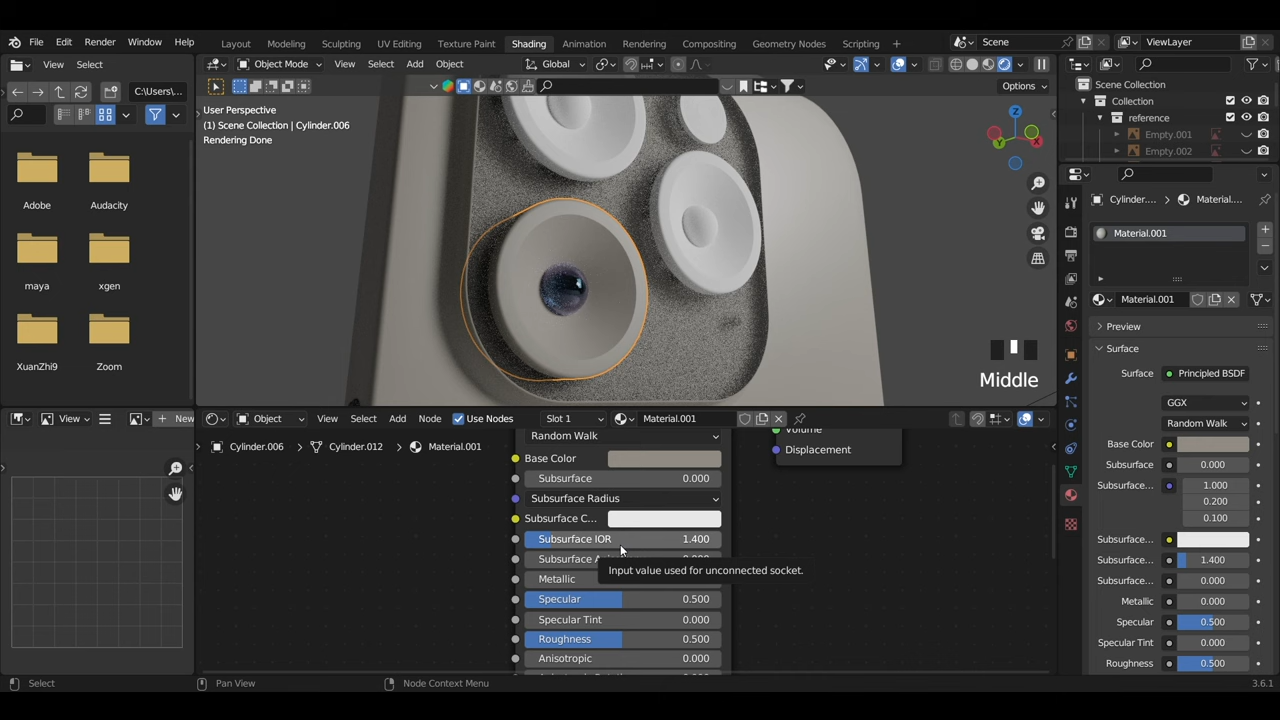 File Edit Render Window Help Layout Modeling Sculpting UV Editing Texture Paint Shading Animation Rendering Compositing Geometry Nodes Scripting + Scene ViewLayer
View Select Object Mode View Select Add Object Global
C:\Users\... Options
User Perspective
(1) Scene Collection | Cylinder.006
Rendering Done
Adobe Audacity
maya xgen
XuanZhi9 Zoom
Z
Y X
Middle
Scene Collection
Collection
reference
Empty.001
Empty.002
Cylinder.... Material....
Material.001
Material.001
Preview
Surface
Surface Principled BSDF
GGX
Random Walk
Base Color
Subsurface 0.000
Subsurface... 1.000
0.200
0.100
Subsurface...
Subsurface... 1.400
Subsurface... 0.000
Metallic 0.000
Specular 0.500
Specular Tint 0.000
Roughness 0.500
View + New Object View Select Add Node Use Nodes Slot 1 Material.001
Cylinder.006 Cylinder.012 Material.001
Displacement
Random Walk
Base Color
Subsurface 0.000
Subsurface Radius
Subsurface C...
Subsurface IOR 1.400
Input value used for unconnected socket.
Metallic
Specular 0.500
Specular Tint 0.000
Roughness 0.500
Anisotropic 0.000
Select Pan View Node Context Menu 3.6.1